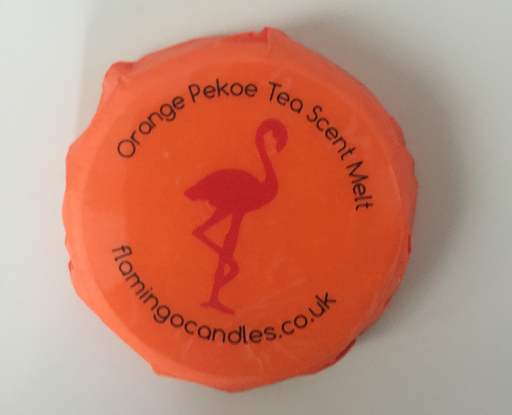 Orange Pekoe Tea Scent Melt
flamingocandles.co.uk